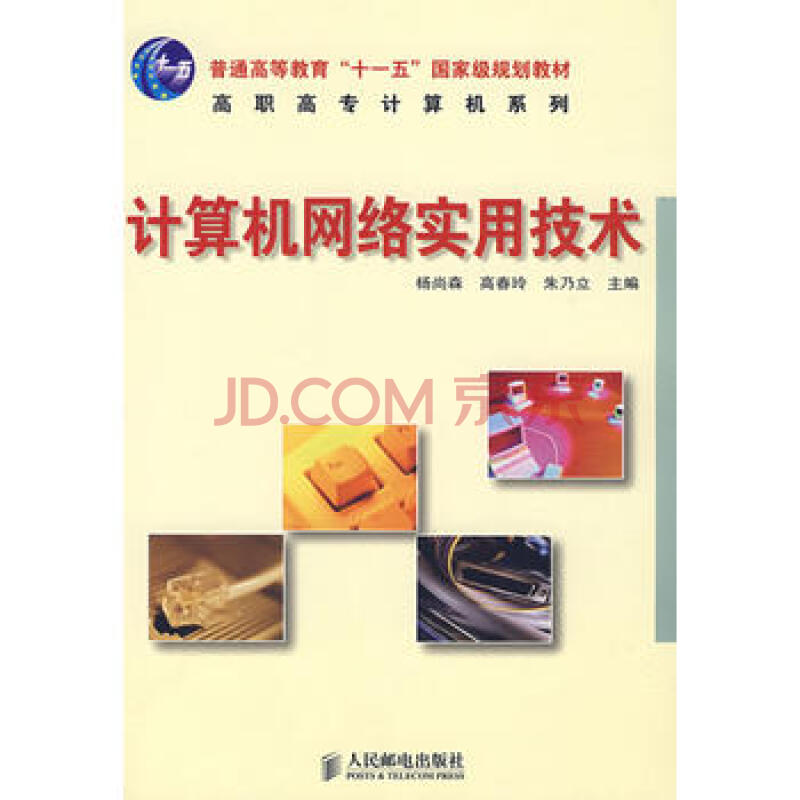 十一五
普通高等教育“十一五”国家级规划教材
高职高专计算机系列
计算机网络实用技术
杨尚森 高春玲 朱乃立 主编
JD.COM 京东
人民邮电出版社
POSTS & TELECOM PRESS